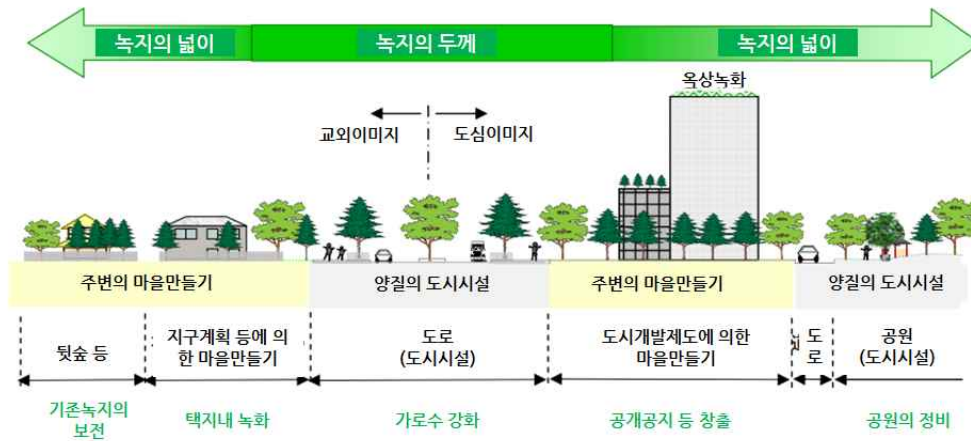 녹지의 넓이
녹지의 두께
녹지의 넓이
옥상녹화
교외이미지
도심이미지
주변의 마을만들기
양질의 도시시설
주변의 마을만들기
양질의 도시시설
뒷숲 등
지구계획 등에 의
한 마을만들기
도로
(도시시설)
도시개발제도에 의한
마을만들기
도
로
공원
(도시시설)
기존녹지의
보전
택지내 녹화
가로수 강화
공개공지 등 창출
공원의 정비